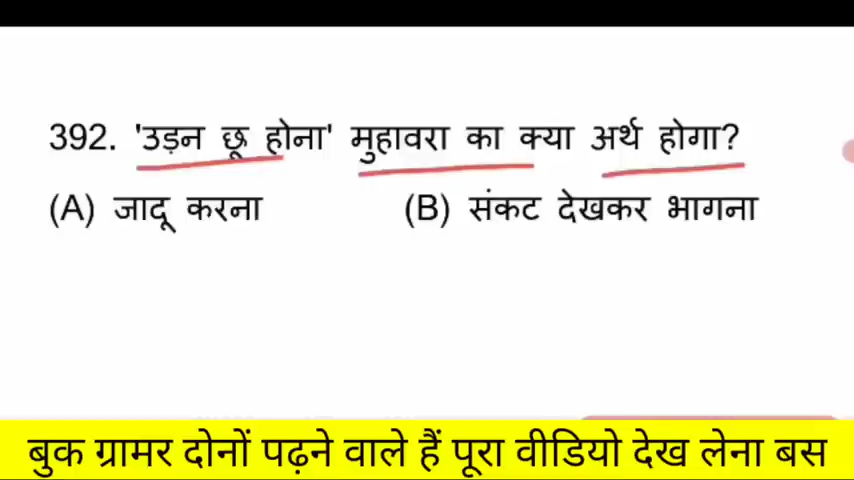 392. 'उड़न छू होना' मुहावरा का क्या अर्थ होगा?
(A) जादू करना (B) संकट देखकर भागना
बुक ग्रामर दोनों पढ़ने वाले हैं पूरा वीडियो देख लेना बस